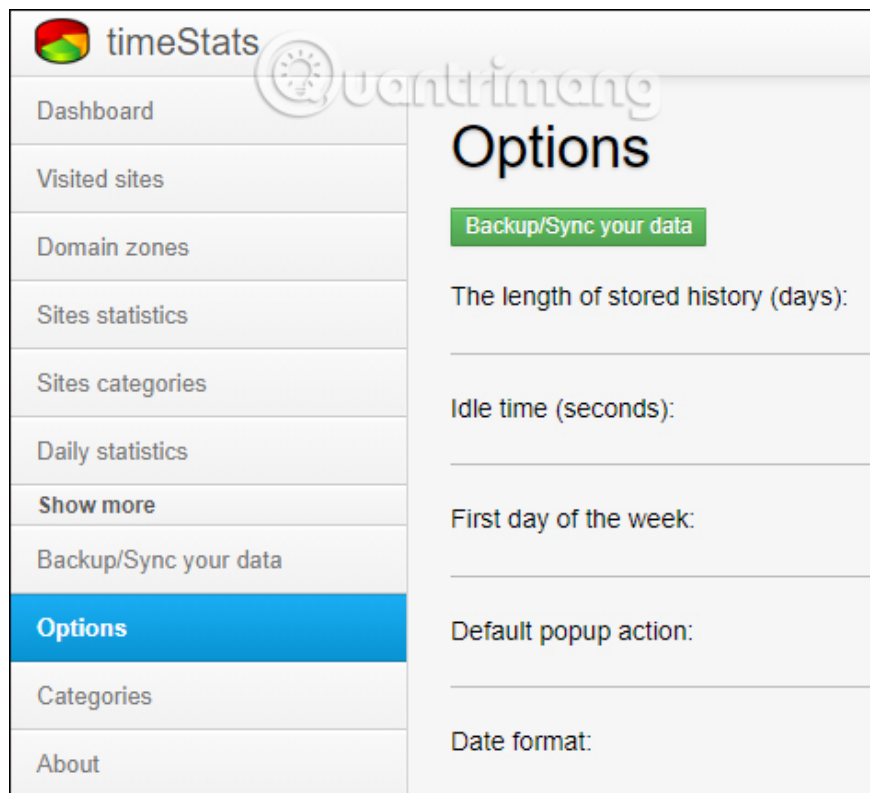 timeStats
Quantrimang
Dashboard
Visited sites
Domain zones
Sites statistics
Sites categories
Daily statistics
Show more
Backup/Sync your data
Options
Categories
About
Options
Backup/Sync your data
The length of stored history (days):
Idle time (seconds):
First day of the week:
Default popup action:
Date format: